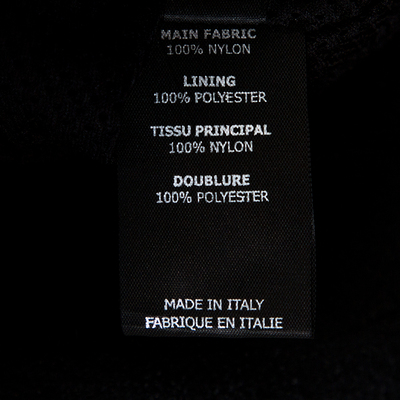 MAIN FABRIC
100% NYLON
LINING
100% POLYESTER
TISSU PRINCIPAL
100% NYLON
DOUBLURE
100% POLYESTER
MADE IN ITALY
FABRIQUE EN ITALIE